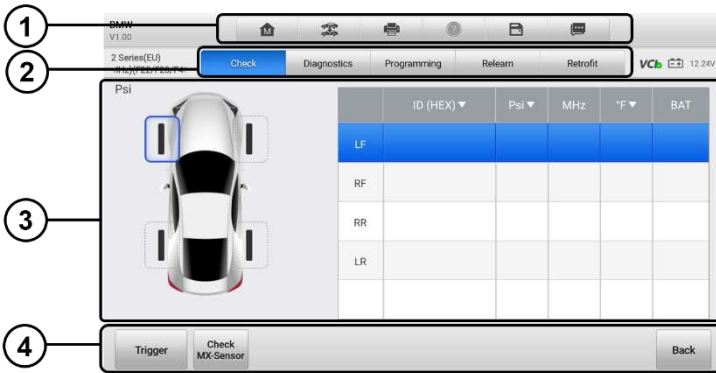 1
BMW
V1.00
2
2 Series(EU)
Check Diagnostics Programming Relearn Retrofit VCI 12.24V
Psi
ID (HEX) ▼ Psi ▼ MHz °F ▼ BAT
LF
RF
3
RR
LR
4
Trigger Check MX-Sensor Back
M